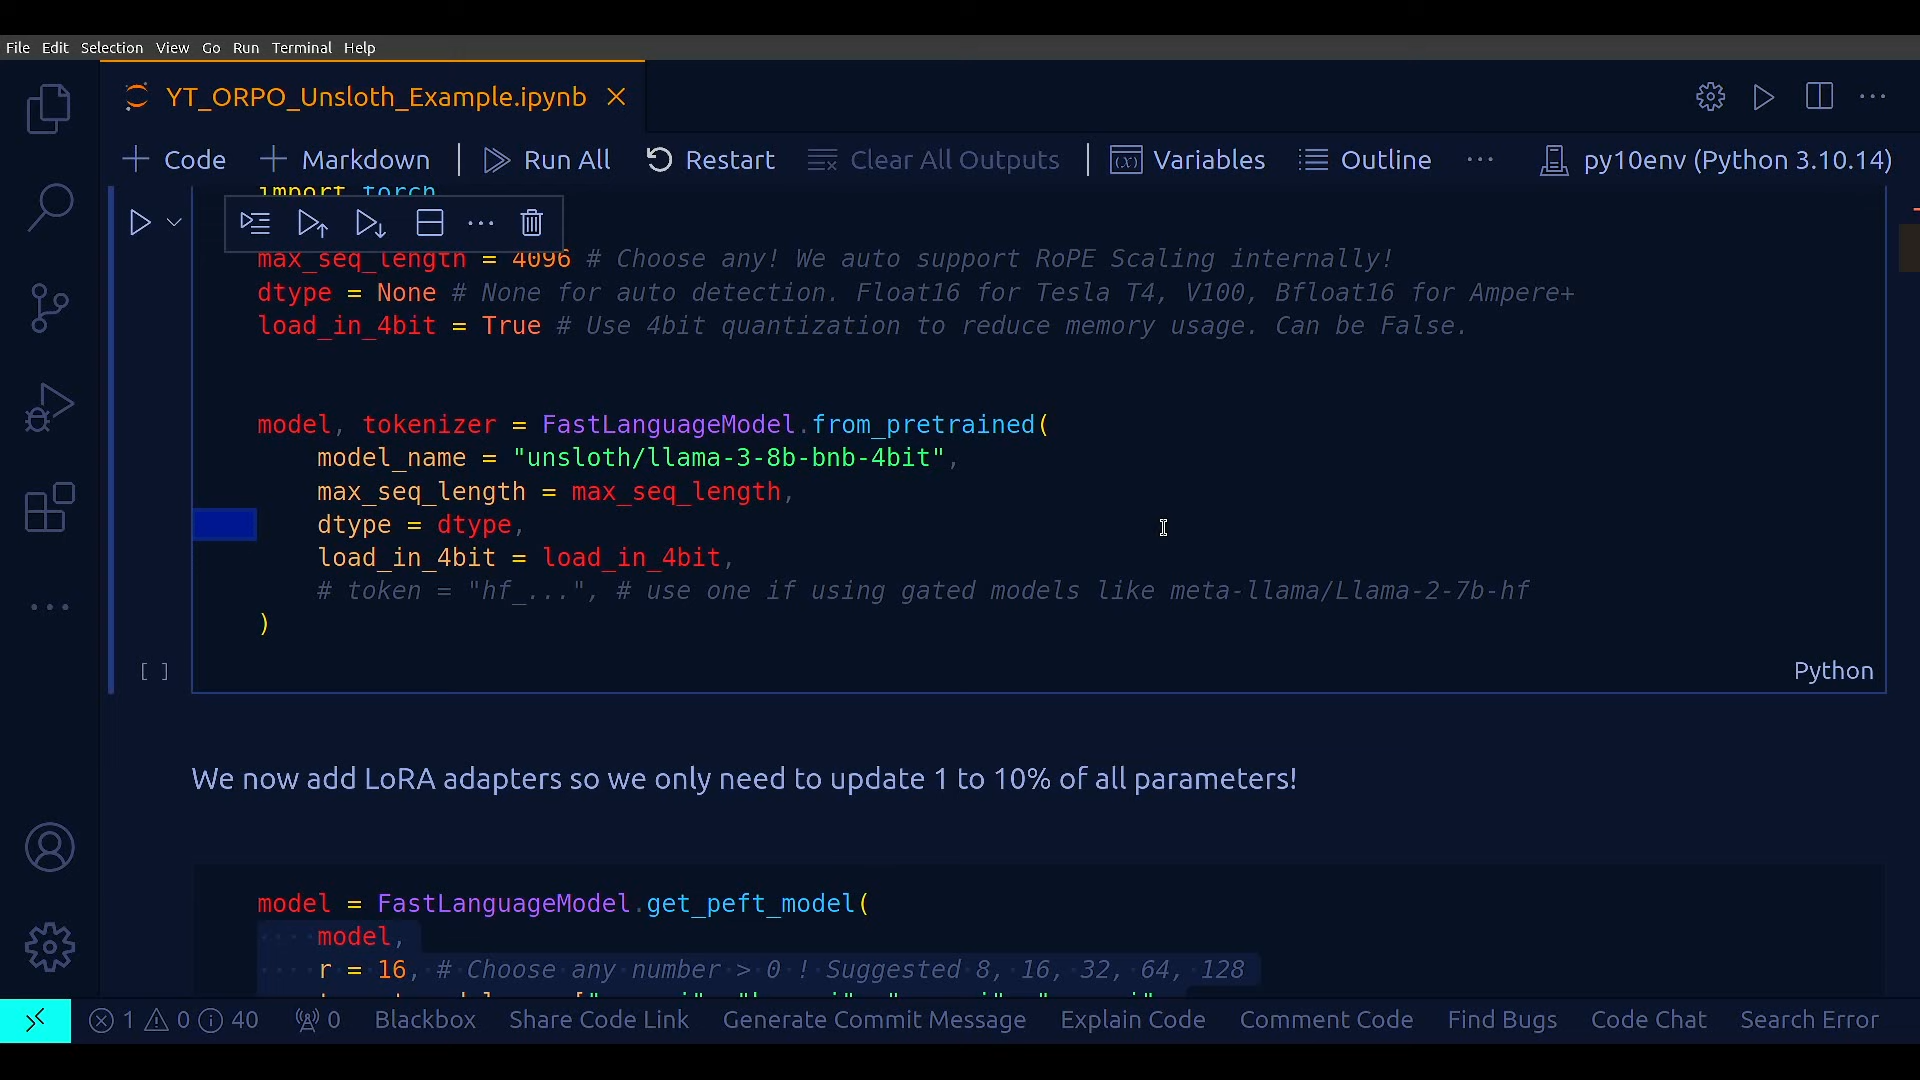 File Edit Selection View Go Run Terminal Help
YT_ORPO_Unsloth_Example.ipynb
Code Markdown Run All Restart Clear All Outputs Variables Outline py10env (Python 3.10.14)
import torch
max_seq_length = 4096 # Choose any! We auto support RoPE Scaling internally!
dtype = None # None for auto detection. Float16 for Tesla T4, V100, Bfloat16 for Ampere+
load_in_4bit = True # Use 4bit quantization to reduce memory usage. Can be False.
model, tokenizer = FastLanguageModel.from_pretrained(
model_name = "unsloth/llama-3-8b-bnb-4bit",
max_seq_length = max_seq_length,
dtype = dtype,
load_in_4bit = load_in_4bit,
# token = "hf_...", # use one if using gated models like meta-llama/Llama-2-7b-hf
)
[ ] Python
We now add LoRA adapters so we only need to update 1 to 10% of all parameters!
model = FastLanguageModel.get_peft_model(
model,
r = 16, # Choose any number > 0 ! Suggested 8, 16, 32, 64, 128
1 0 40 0 Blackbox Share Code Link Generate Commit Message Explain Code Comment Code Find Bugs Code Chat Search Error